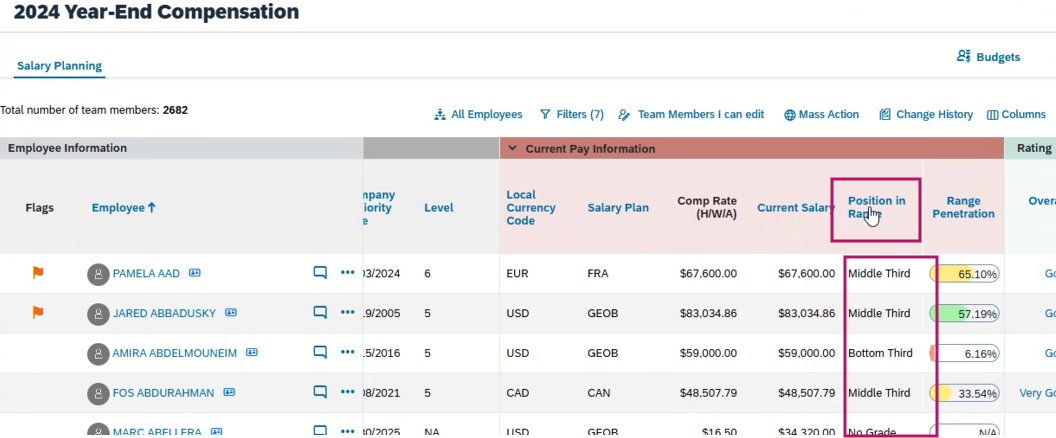 2024 Year-End Compensation
Budgets
Salary Planning
Total number of team members: 2682
All Employees Filters (7) Team Members I can edit Mass Action Change History Columns
Employee Information Current Pay Information Rating
Flags Employee Level Local Currency Code Salary Plan Comp Rate (H/W/A) Current Salary Position in Range Range Penetration
PAMELA AAD 6 EUR FRA $67,600.00 $67,600.00 Middle Third 65.10%
JARED ABBADUSKY 5 USD GEOB $83,034.86 $83,034.86 Middle Third 57.19%
AMIRA ABDELMOUNEIM 5 USD GEOB $59,000.00 $59,000.00 Bottom Third 6.16%
FOS ABDURAHMAN 5 CAD CAN $48,507.79 $48,507.79 Middle Third 33.54% Very Go
MARC ABELLERA NA USD GEOB $16.50 $34,320.00 No Grade N/A